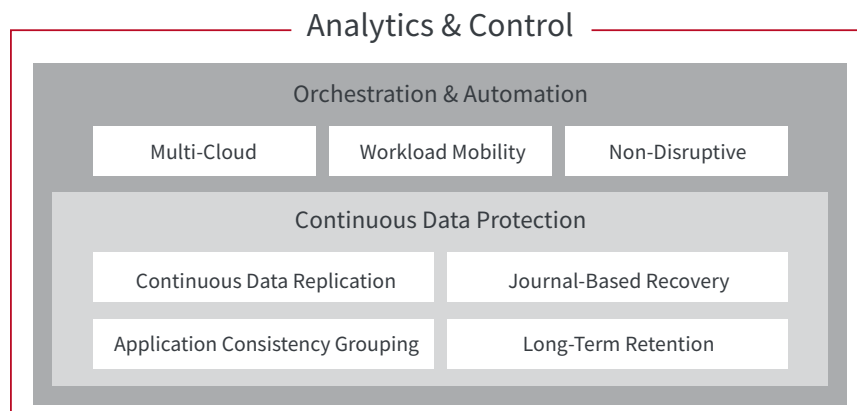 Analytics & Control
Orchestration & Automation
Multi-Cloud
Workload Mobility
Non-Disruptive
Continuous Data Protection
Continuous Data Replication
Journal-Based Recovery
Application Consistency Grouping
Long-Term Retention